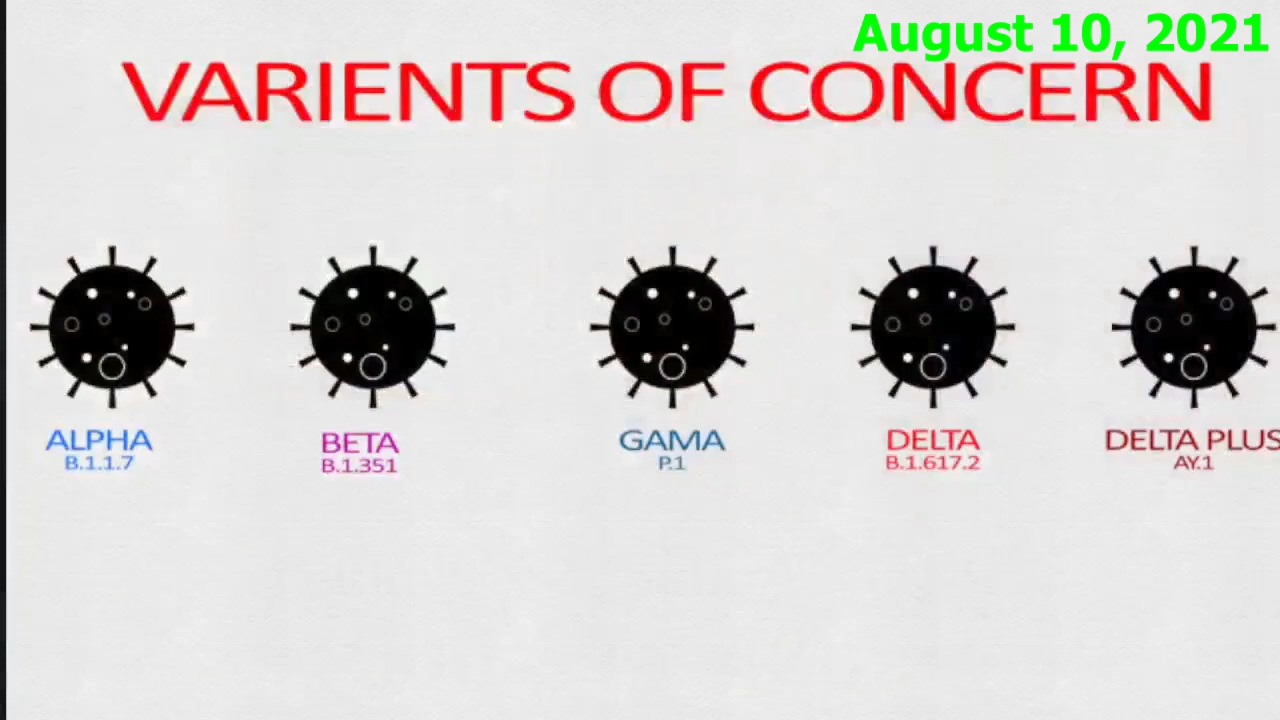 August 10, 2021
VARIENTS OF CONCERN
ALPHA
B.1.1.7
BETA
B.1.351
GAMA
P.1
DELTA
B.1.617.2
DELTA PLUS
AY.1